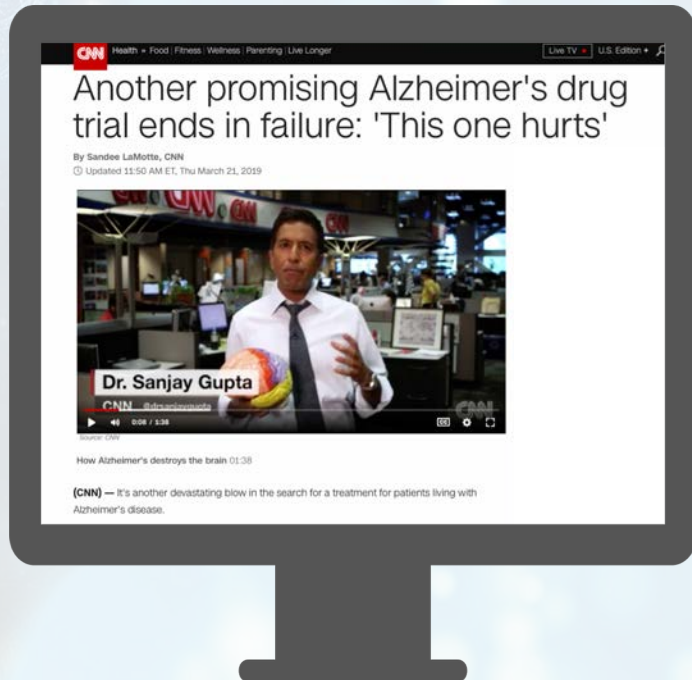 CNN Health » Food | Fitness | Wellness | Parenting | Live Longer Live TV • U.S. Edition +
Another promising Alzheimer's drug
trial ends in failure: 'This one hurts'
By Sandee LaMotte, CNN
Updated 11:50 AM ET, Thu March 21, 2019
Dr. Sanjay Gupta
CNN @drsanjaygupta
CNN
0:08 / 1:38
CC
Source: CNN
How Alzheimer's destroys the brain 01:38
(CNN) — It's another devastating blow in the search for a treatment for patients living with
Alzheimer's disease.